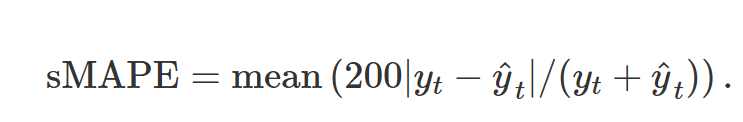 sMAPE = mean (200|yₜ − ŷₜ|/(yₜ + ŷₜ)) .